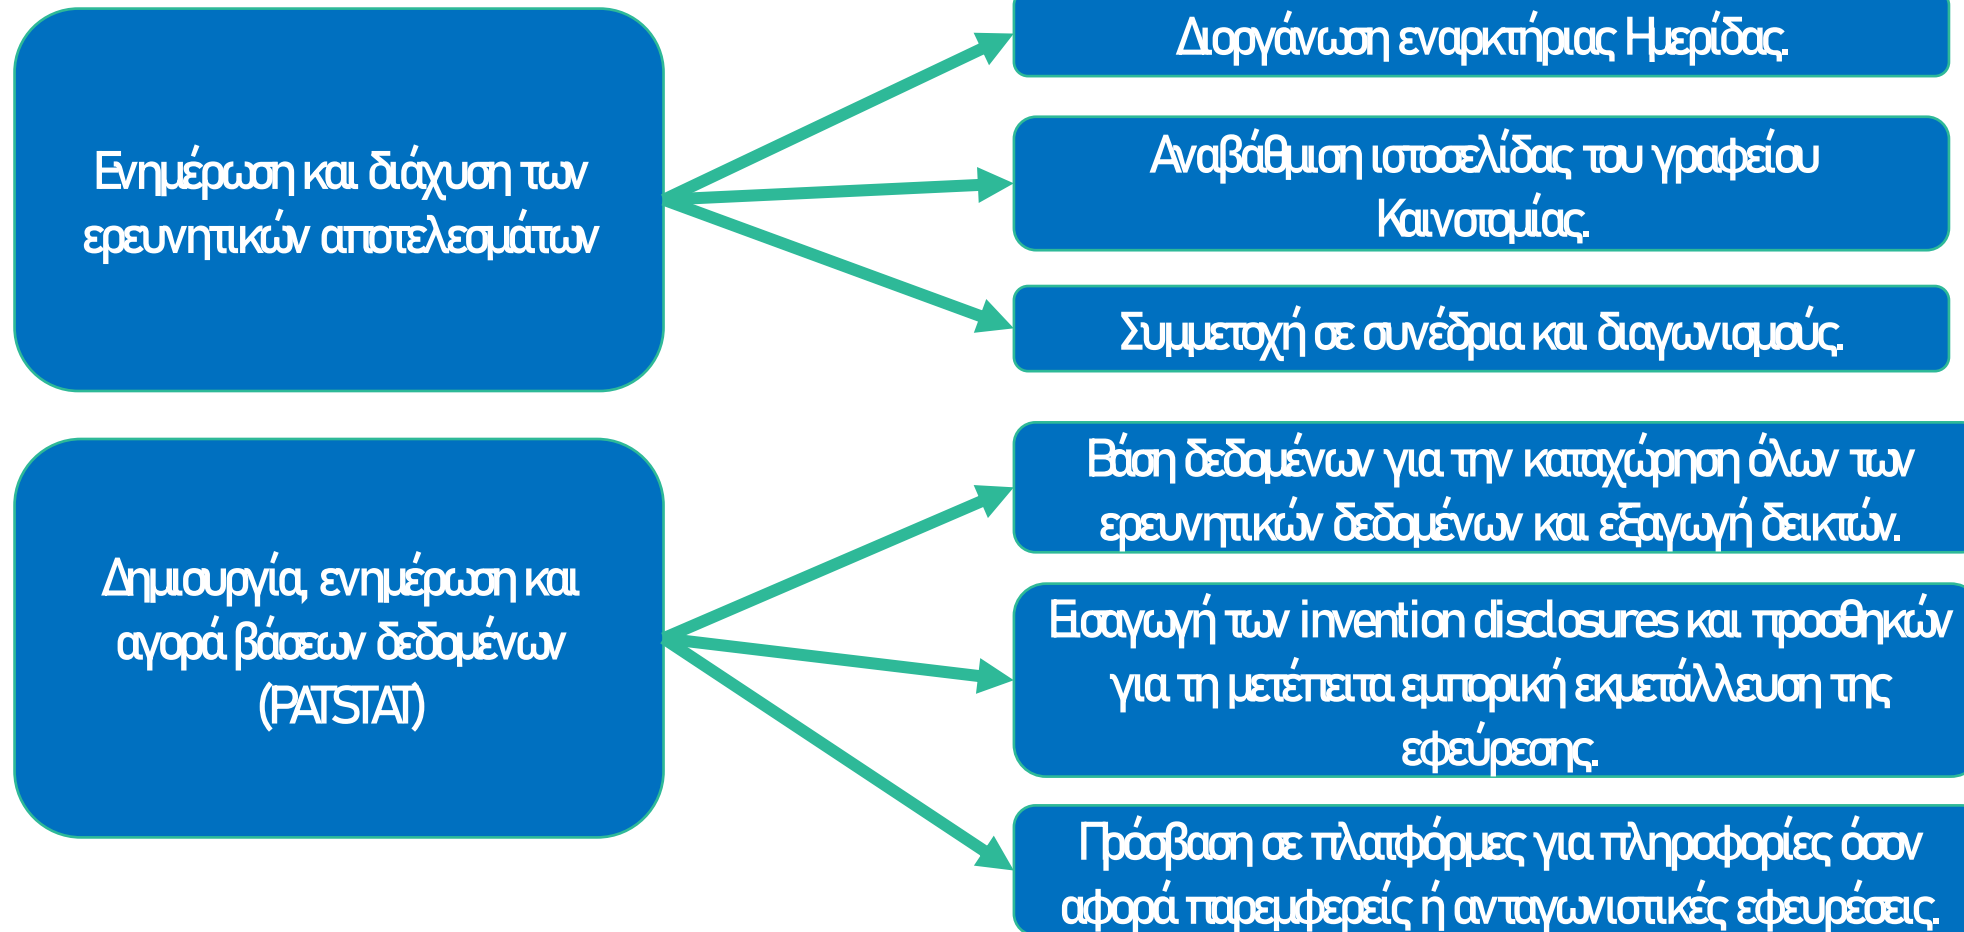 Ενημέρωση και διάχυση των
ερευνητικών αποτελεσμάτων
Διοργάνωση εναρκτήριας Ημερίδας.
Αναβάθμιση ιστοσελίδας του γραφείου
Καινοτομίας.
Συμμετοχή σε συνέδρια και διαγωνισμούς.
Δημιουργία, ενημέρωση και
αγορά βάσεων δεδομένων
(PATSTAT)
Βάση δεδομένων για την καταχώρηση όλων των
ερευνητικών δεδομένων και εξαγωγή δεικτών.
Εισαγωγή των invention disclosures και προσθηκών
για τη μετέπειτα εμπορική εκμετάλλευση της
εφεύρεσης.
Πρόσβαση σε πλατφόρμες για πληροφορίες όσον
αφορά παρεμφερείς ή ανταγωνιστικές εφευρέσεις.